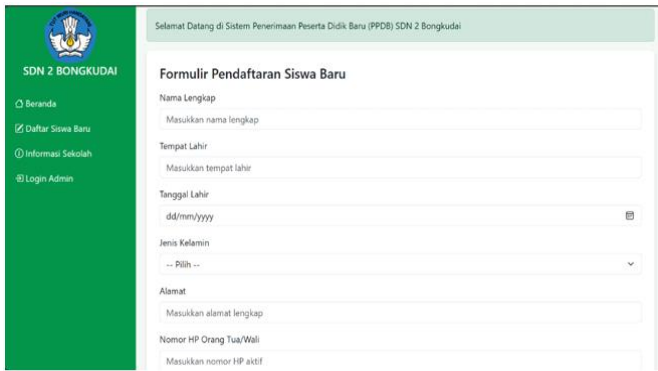 SDN 2 BONGKUDAI
Beranda
Daftar Siswa Baru
Informasi Sekolah
Login Admin
Selamat Datang di Sistem Penerimaan Peserta Didik Baru (PPDB) SDN 2 Bongkudai
Formulir Pendaftaran Siswa Baru
Nama Lengkap
Masukkan nama lengkap
Tempat Lahir
Masukkan tempat lahir
Tanggal Lahir
dd/mm/yyyy
Jenis Kelamin
-- Pilih --
Alamat
Masukkan alamat lengkap
Nomor HP Orang Tua/Wali
Masukkan nomor HP aktif